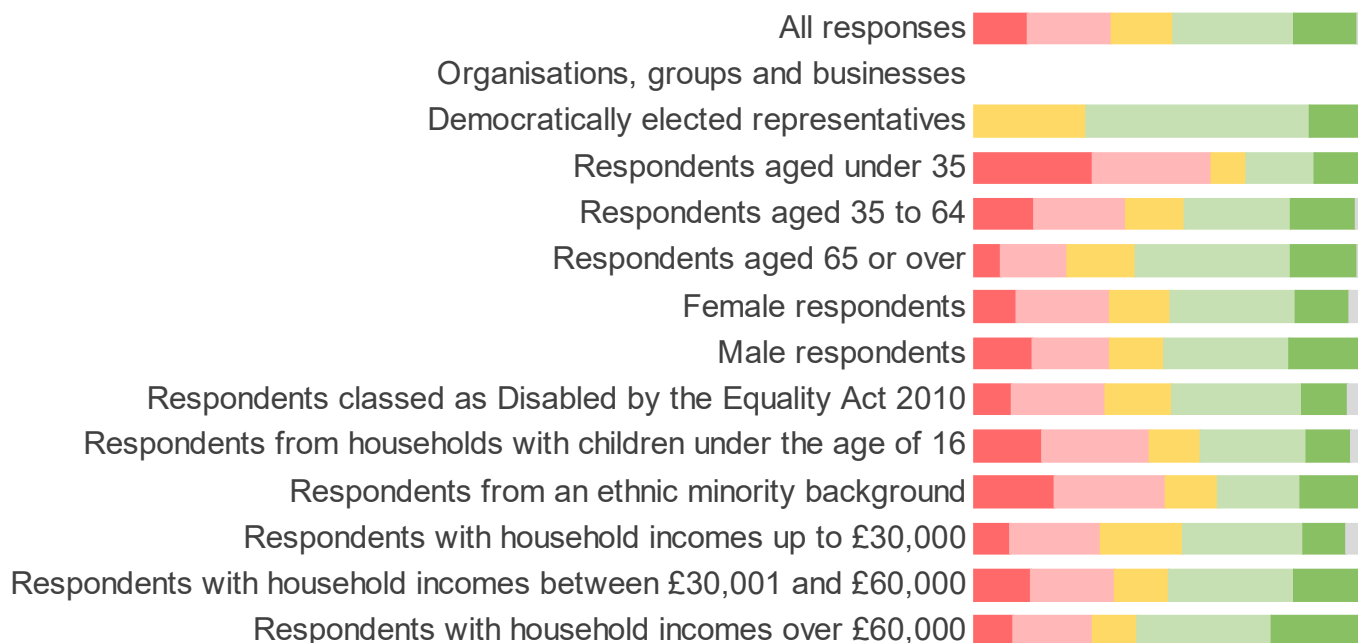 All responses
Organisations, groups and businesses
Democratically elected representatives
Respondents aged under 35
Respondents aged 35 to 64
Respondents aged 65 or over
Female respondents
Male respondents
Respondents classed as Disabled by the Equality Act 2010
Respondents from households with children under the age of 16
Respondents from an ethnic minority background
Respondents with household incomes up to £30,000
Respondents with household incomes between £30,001 and £60,000
Respondents with household incomes over £60,000